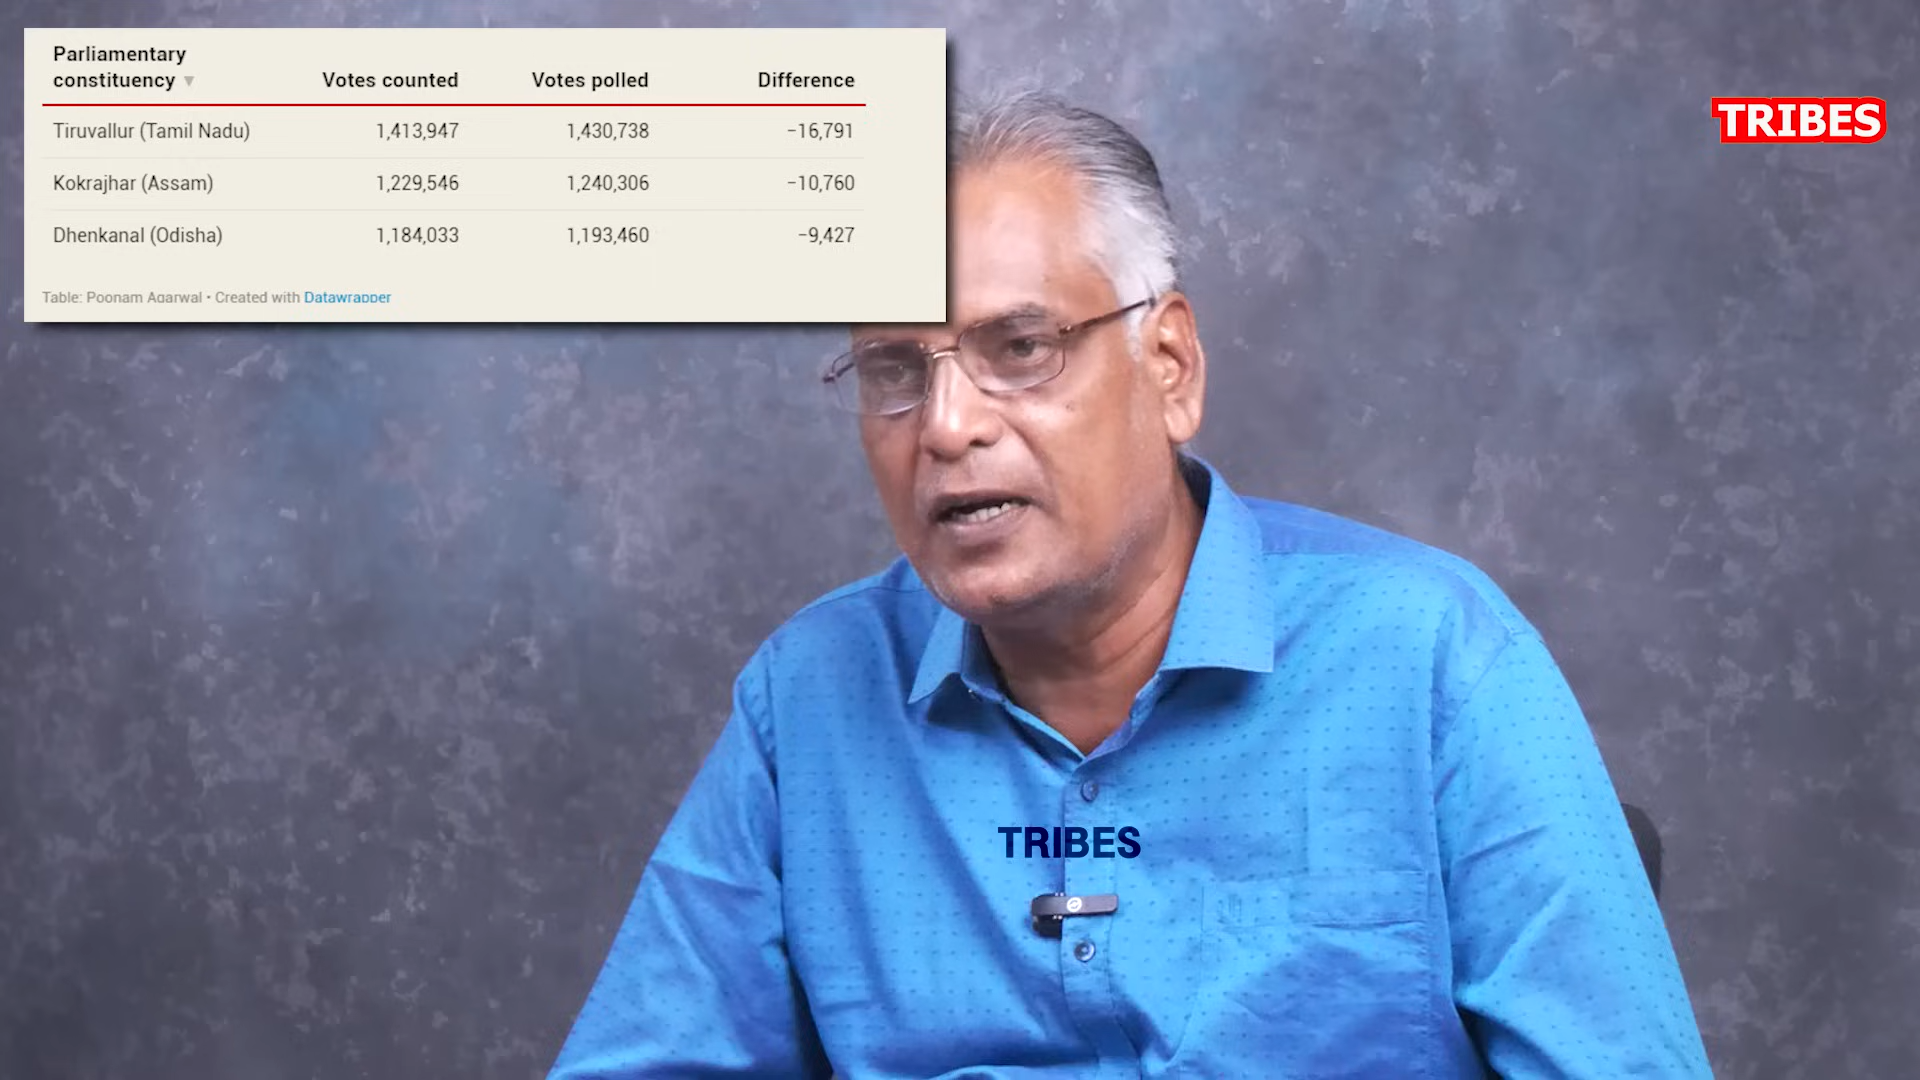 Parliamentary
constituency ▼ Votes counted Votes polled Difference
Tiruvallur (Tamil Nadu) 1,413,947 1,430,738 −16,791
Kokrajhar (Assam) 1,229,546 1,240,306 −10,760
Dhenkanal (Odisha) 1,184,033 1,193,460 −9,427
Table: Poonam Agarwal • Created with Datawrapper
TRIBES
TRIBES